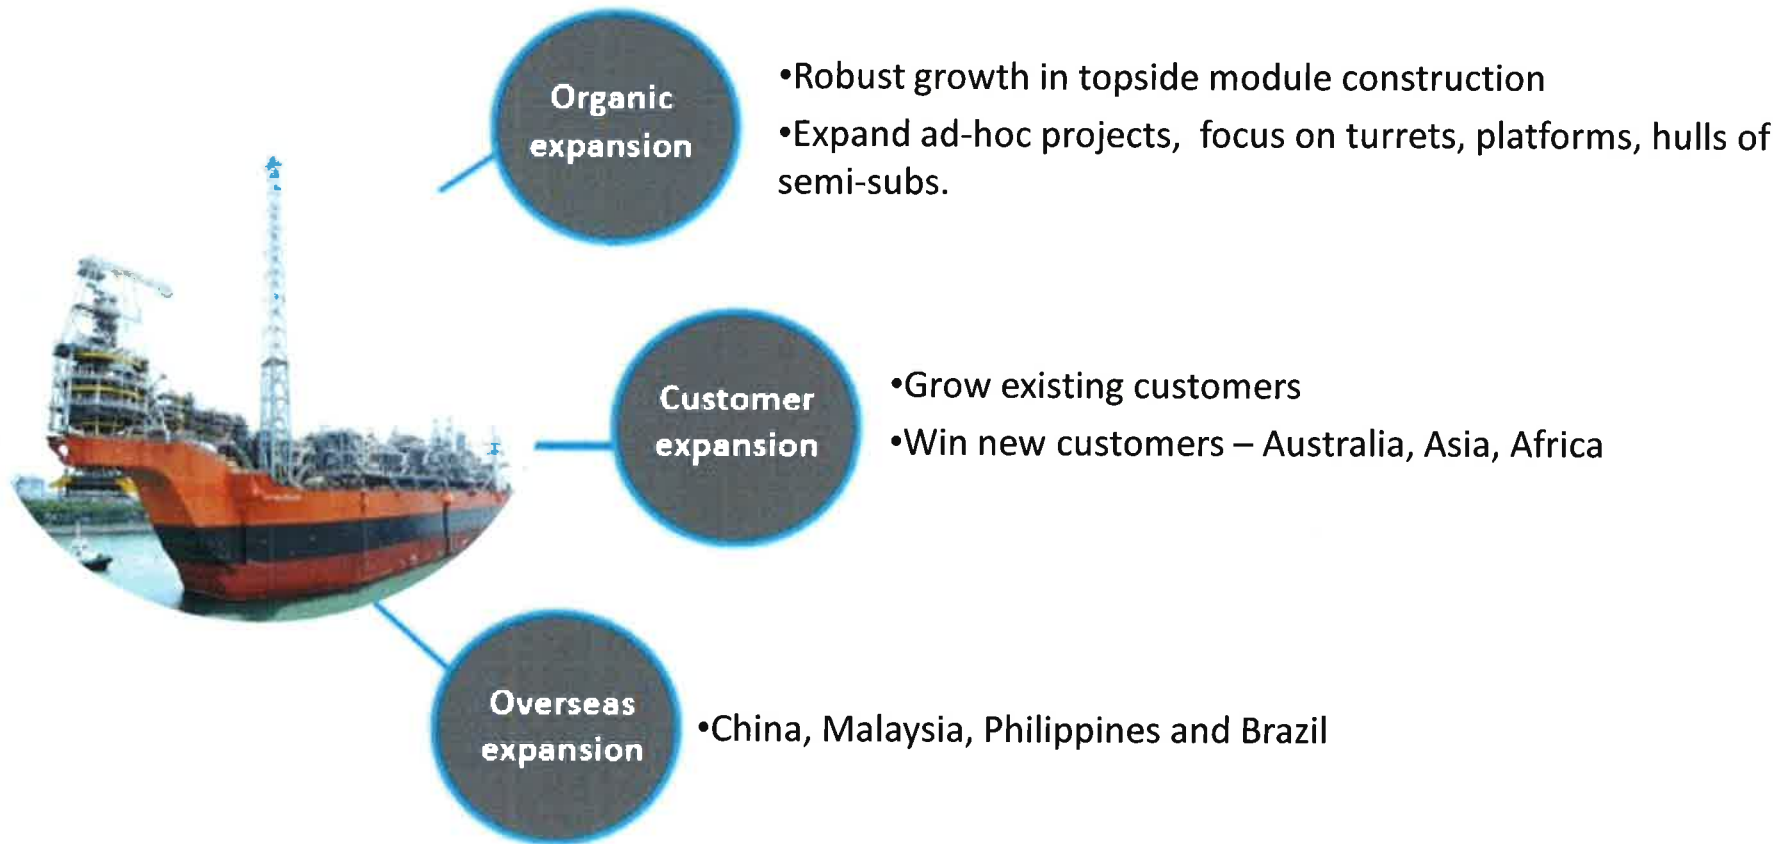 Organic
expansion
•Robust growth in topside module construction
•Expand ad-hoc projects,  focus on turrets, platforms, hulls of
semi-subs.
Customer
expansion
•Grow existing customers
•Win new customers – Australia, Asia, Africa
Overseas
expansion
•China, Malaysia, Philippines and Brazil